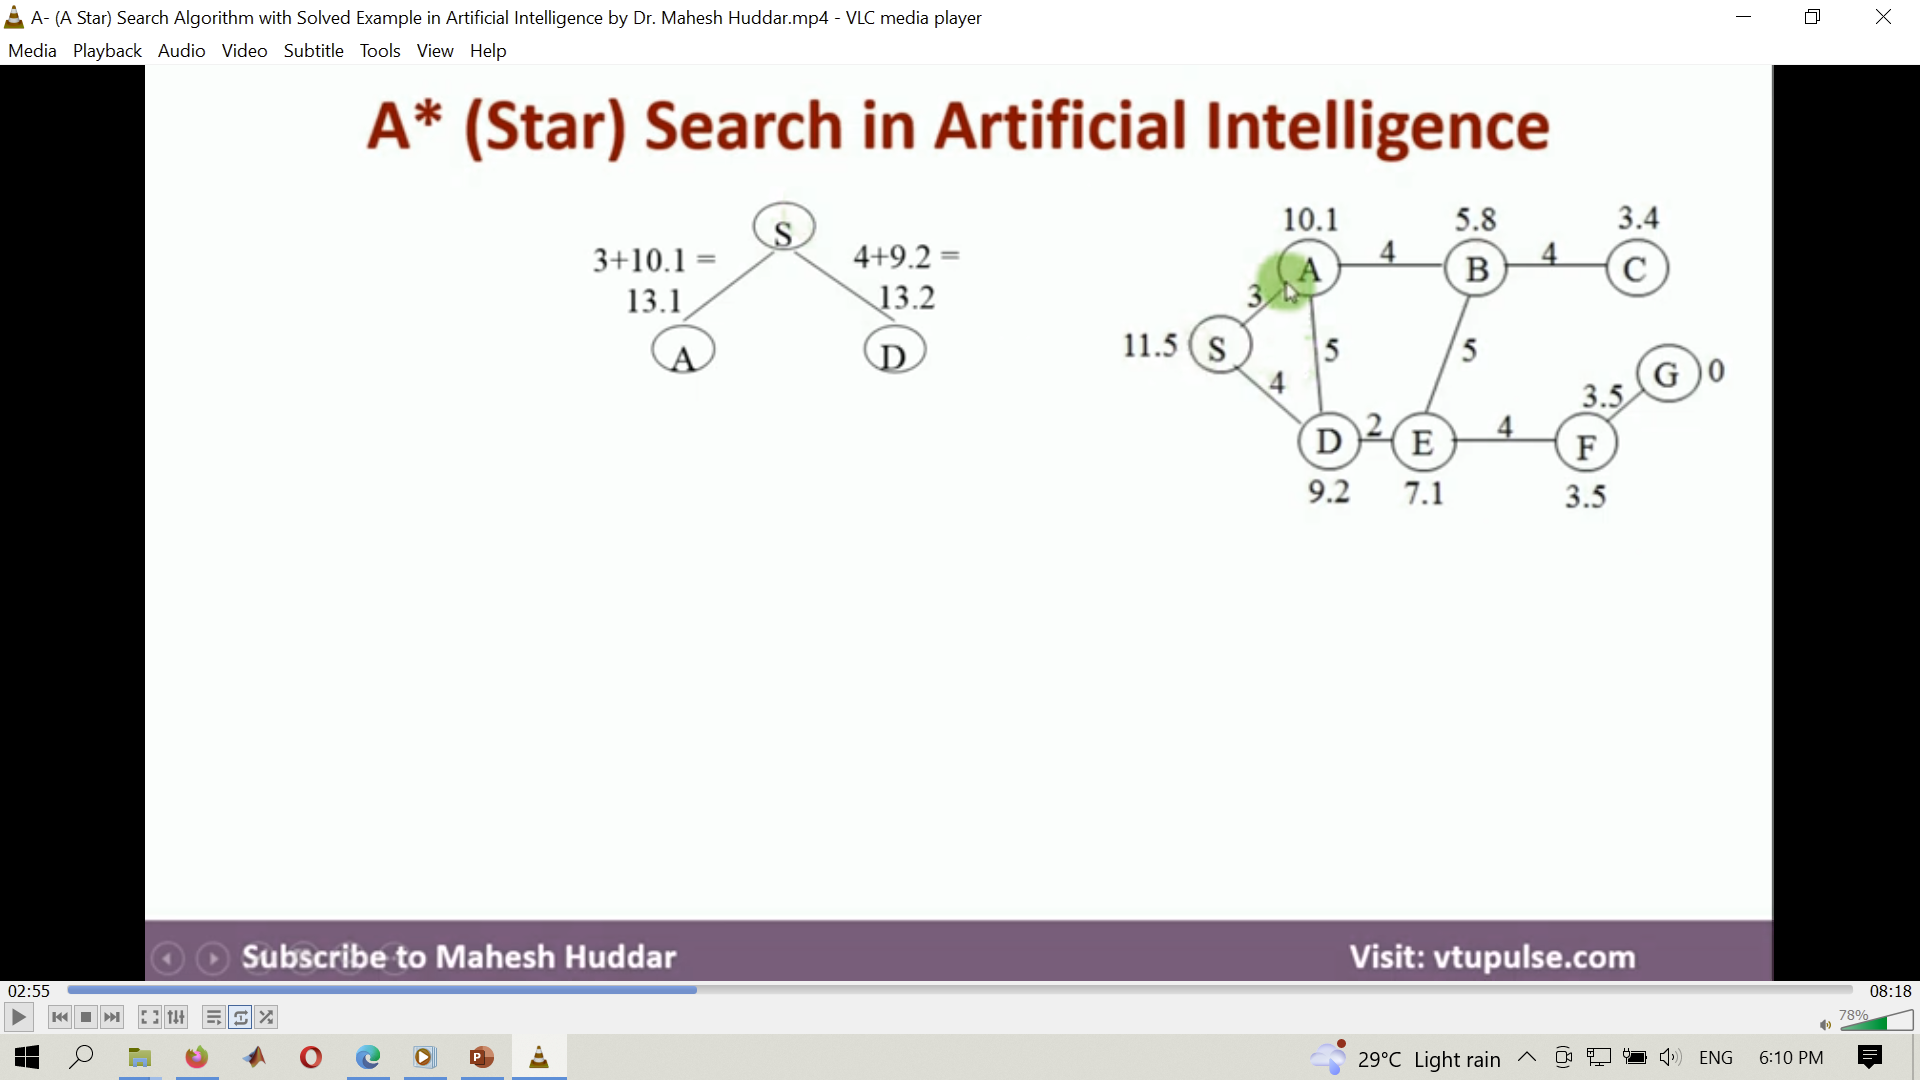 A- (A Star) Search Algorithm with Solved Example in Artificial Intelligence by Dr. Mahesh Huddar.mp4 - VLC media player
Media Playback Audio Video Subtitle Tools View Help
A* (Star) Search in Artificial Intelligence
S
3+10.1 =
13.1
4+9.2 =
13.2
A
D
10.1
5.8
3.4
A
4
B
4
C
3
11.5
S
5
5
G
0
4
3.5
D
2
E
4
F
9.2
7.1
3.5
Subscribe to Mahesh Huddar
Visit: vtupulse.com
02:55
08:18
78%
29°C Light rain
ENG
6:10 PM